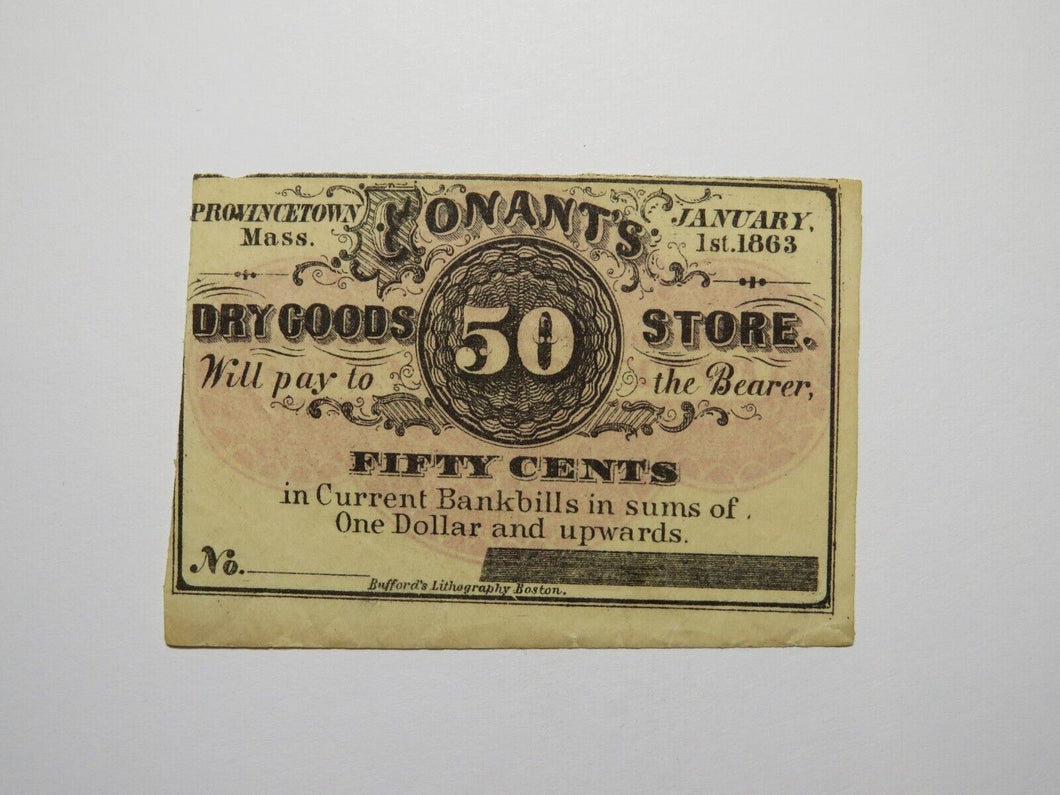 PROVINCETOWN CONANT'S JANUARY,
Mass. 1st. 1863
DRY GOODS 50 STORE.
Will pay to the Bearer,
FIFTY CENTS
in Current Bankbills in sums of
One Dollar and upwards.
No.
Bufford's Lithography Boston.